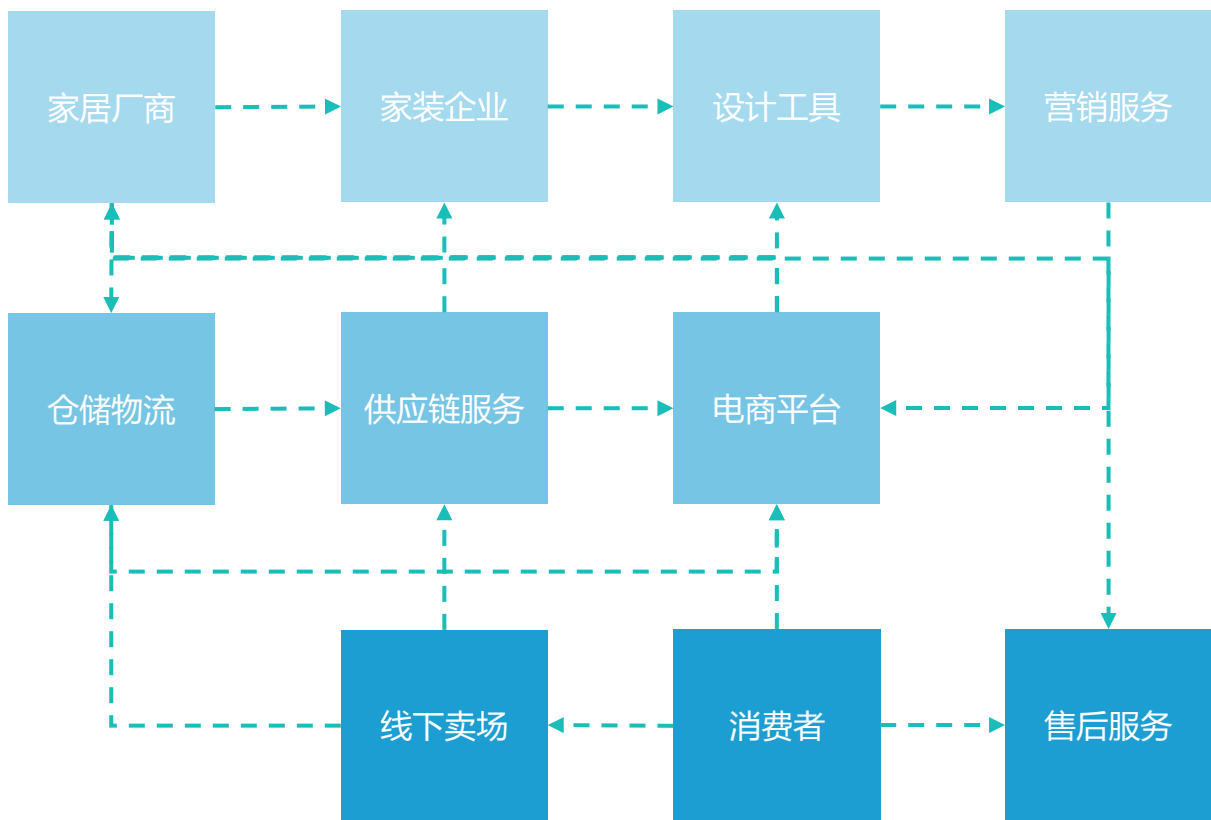 家居厂商
家装企业
设计工具
营销服务
仓储物流
供应链服务
电商平台
线下卖场
消费者
售后服务